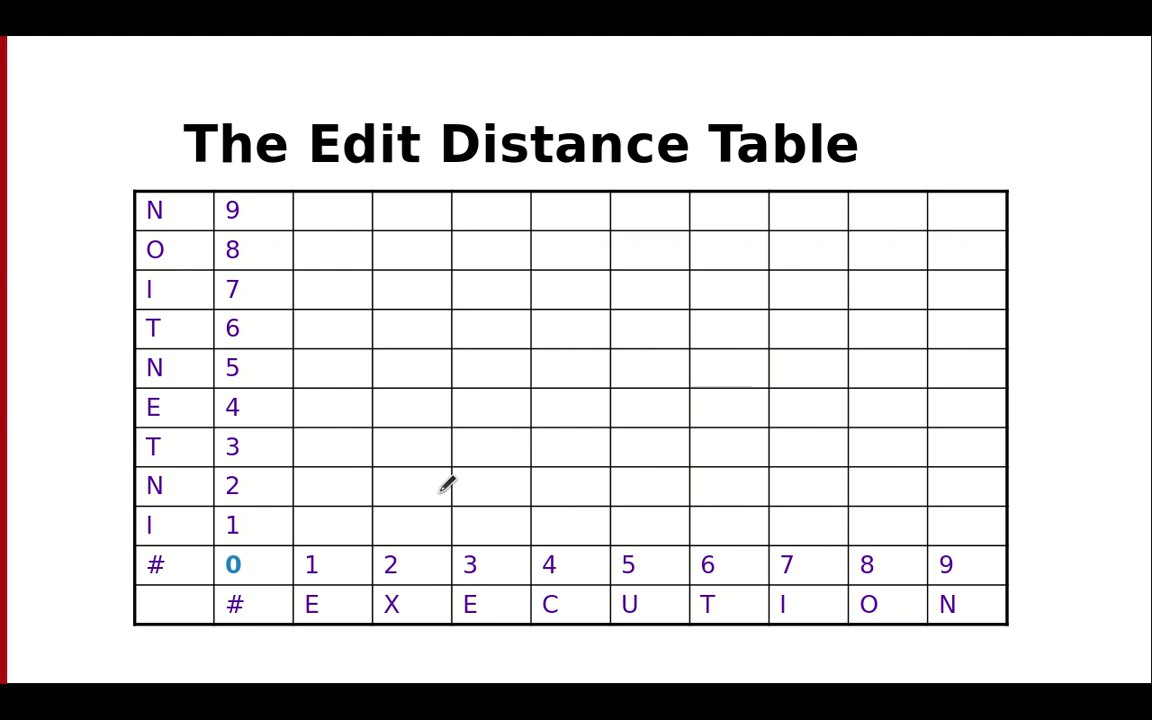 The Edit Distance Table
N 9
O 8
I 7
T 6
N 5
E 4
T 3
N 2
I 1
# 0 1 2 3 4 5 6 7 8 9
# E X E C U T I O N